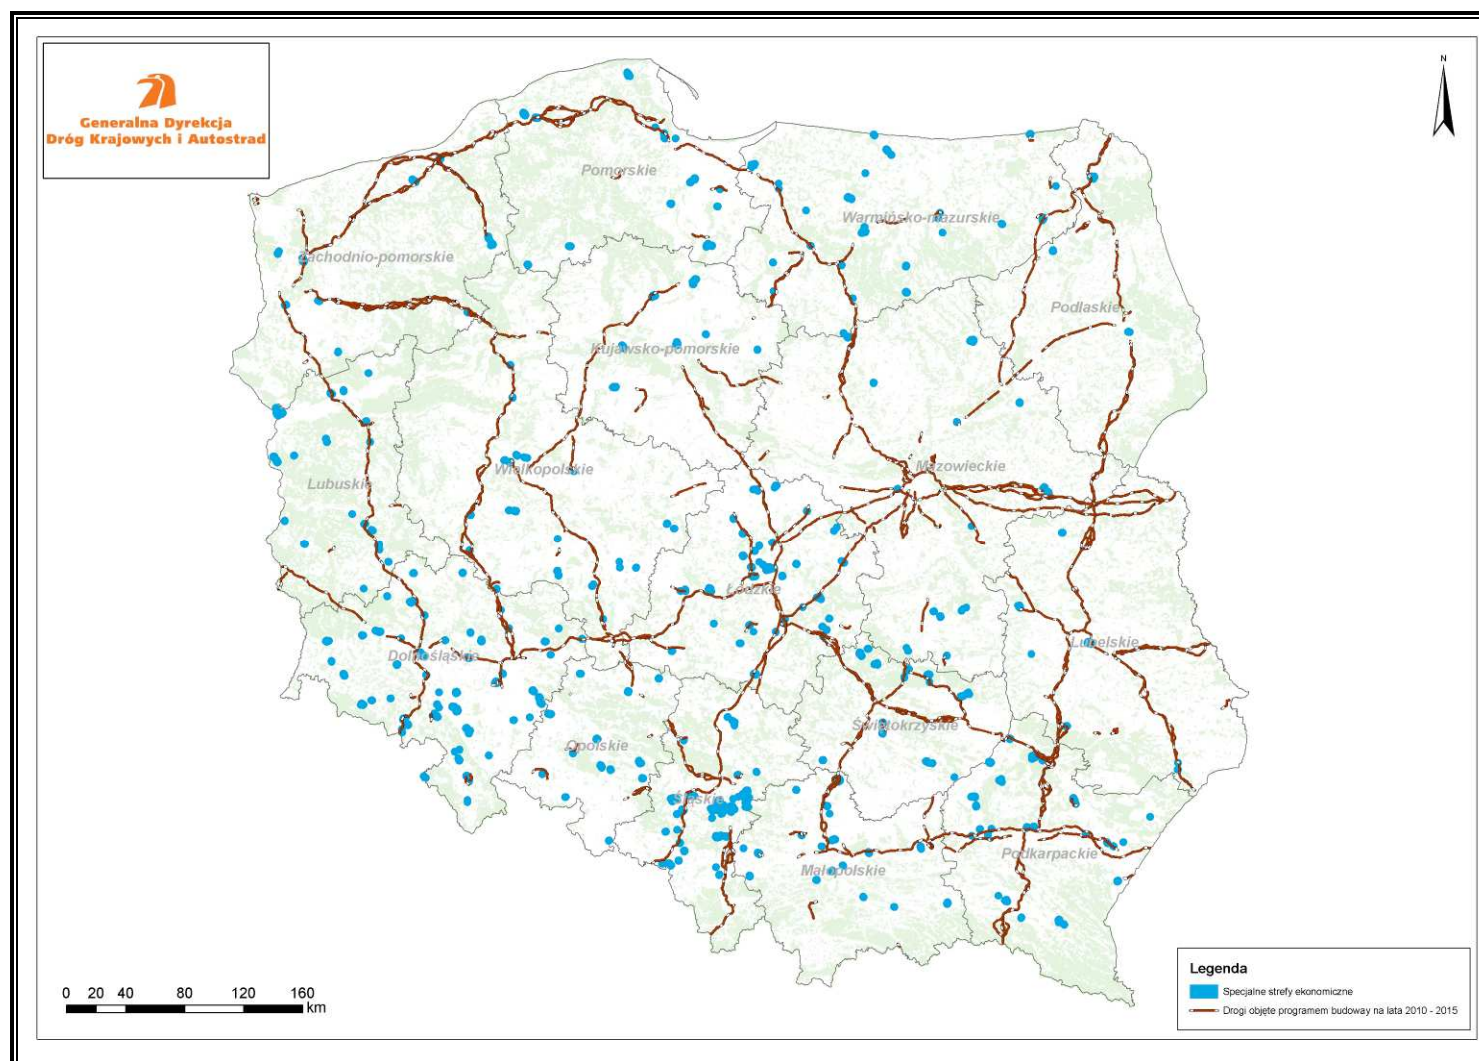 Generalna Dyrekcja
Dróg Krajowych i Autostrad
N
Pomorskie
Warmińsko-mazurskie
Zachodnio-pomorskie
Podlaskie
Kujawsko-pomorskie
Mazowieckie
Wielkopolskie
Lubuskie
Łódzkie
Lubelskie
Dolnośląskie
Świętokrzyskie
Opolskie
Śląskie
Podkarpackie
Małopolskie
Legenda
Specjalne strefy ekonomiczne
Drogi objęte programem budoway na lata 2010 - 2015
0 20 40 80 120 160
km